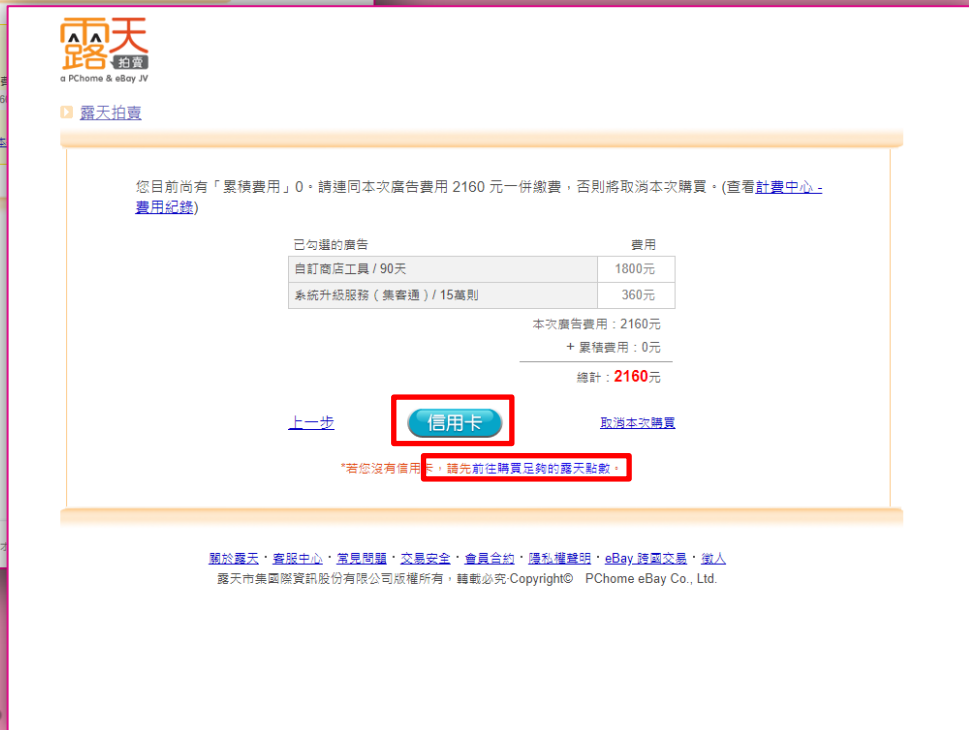 露天
拍賣
a PChome & eBay JV
露天拍賣
您目前尚有「累積費用」0。請連同本次廣告費用 2160 元一併繳費，否則將取消本次購買。(查看計費中心 -
費用紀錄)
已勾選的廣告 費用
自訂商店工具 / 90天 1800元
系統升級服務 ( 集客通 ) / 15萬則 360元
本次廣告費用：2160元
+ 累積費用：0元
總計：2160元
上一步 信用卡 取消本次購買
*若您沒有信用卡，請先前往購買足夠的露天點數。
關於露天・客服中心・常見問題・交易安全・會員合約・隱私權聲明・eBay 跨國交易・徵人
露天市集國際資訊股份有限公司版權所有，轉載必究‧Copyright© PChome eBay Co., Ltd.